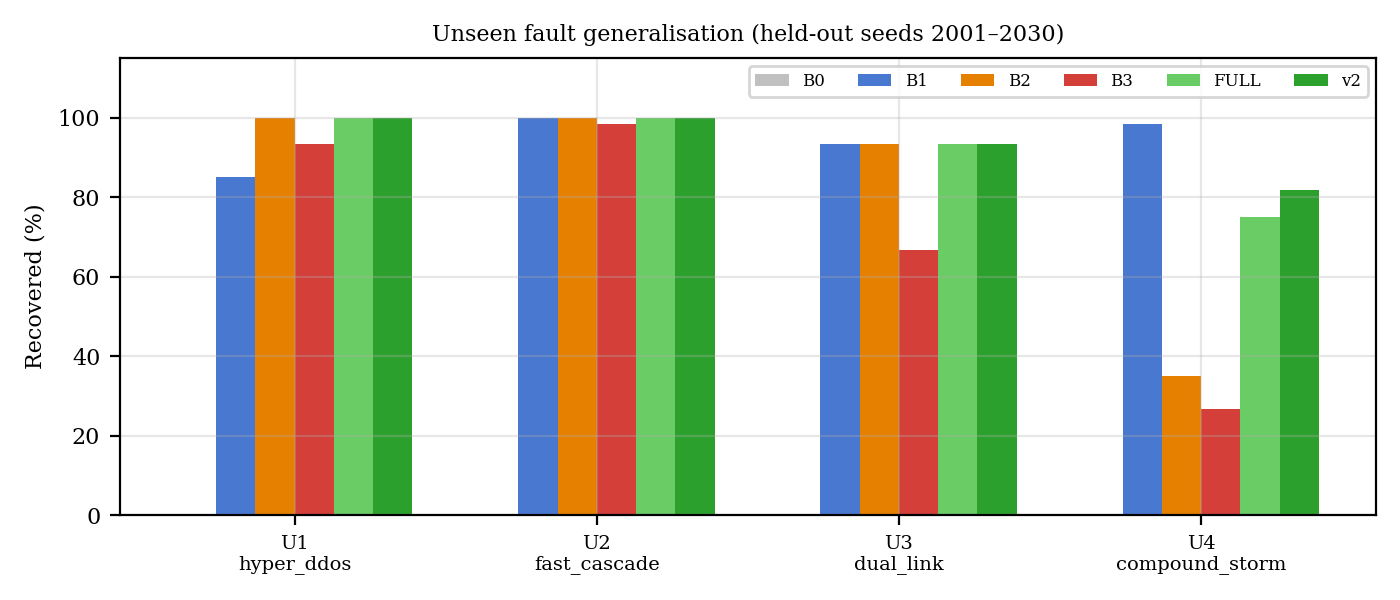 Unseen fault generalisation (held-out seeds 2001–2030)
B0 B1 B2 B3 FULL v2
Recovered (%)
100
80
60
40
20
0
U1 U2 U3 U4
hyper_ddos fast_cascade dual_link compound_storm